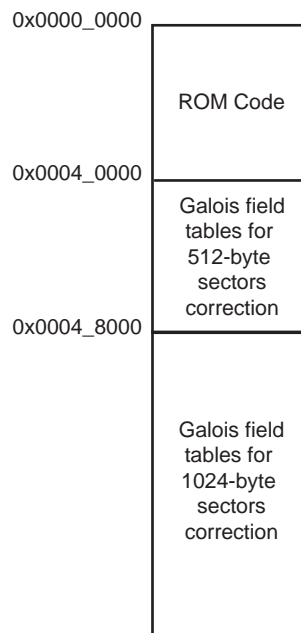 0x0000_0000
ROM Code
0x0004_0000
Galois field
tables for
512-byte
sectors
correction
0x0004_8000
Galois field
tables for
1024-byte
sectors
correction